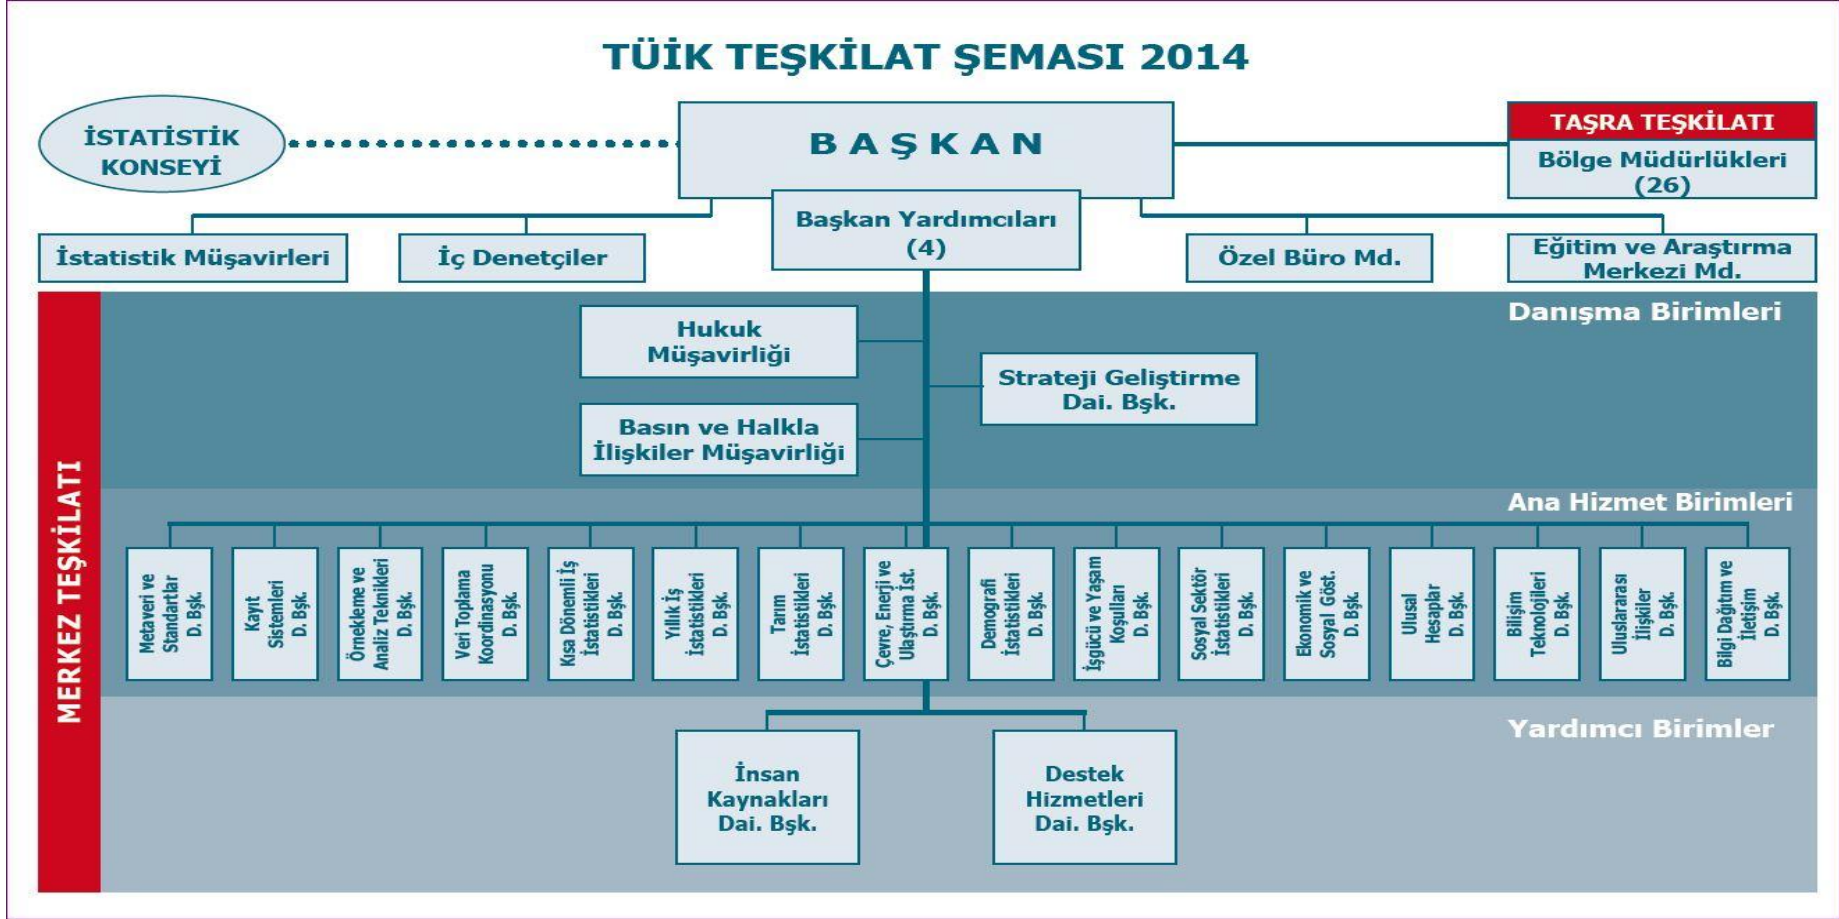 TÜİK TEŞKİLAT ŞEMASI 2014
İSTATİSTİK
KONSEYİ
B A Ş K A N
TAŞRA TEŞKİLATI
Bölge Müdürlükleri
(26)
Başkan Yardımcıları
(4)
İstatistik Müşavirleri
İç Denetçiler
Özel Büro Md.
Eğitim ve Araştırma
Merkezi Md.
MERKEZ TEŞKİLATI
Danışma Birimleri
Hukuk
Müşavirliği
Strateji Geliştirme
Dai. Bşk.
Basın ve Halkla
İlişkiler Müşavirliği
Ana Hizmet Birimleri
Metaveri ve
Standartlar
D. Bşk.
Kayıt
Sistemleri
D. Bşk.
Örnekleme ve
Analiz Teknikleri
D. Bşk.
Veri Toplama
Koordinasyonu
D. Bşk.
Kısa Dönemli İş
İstatistikleri
D. Bşk.
Yıllık İş
İstatistikleri
D. Bşk.
Tarım
İstatistikleri
D. Bşk.
Çevre, Enerji ve
Ulaştırma İst.
D. Bşk.
Demografi
İstatistikleri
D. Bşk.
İşgücü ve Yaşam
Koşulları
D. Bşk.
Sosyal Sektör
İstatistikleri
D. Bşk.
Ekonomik ve
Sosyal Göst.
D. Bşk.
Ulusal
Hesaplar
D. Bşk.
Bilişim
Teknolojileri
D. Bşk.
Uluslararası
İlişkiler
D. Bşk.
Bilgi Dağıtım ve
İletişim
D. Bşk.
Yardımcı Birimler
İnsan
Kaynakları
Dai. Bşk.
Destek
Hizmetleri
Dai. Bşk.